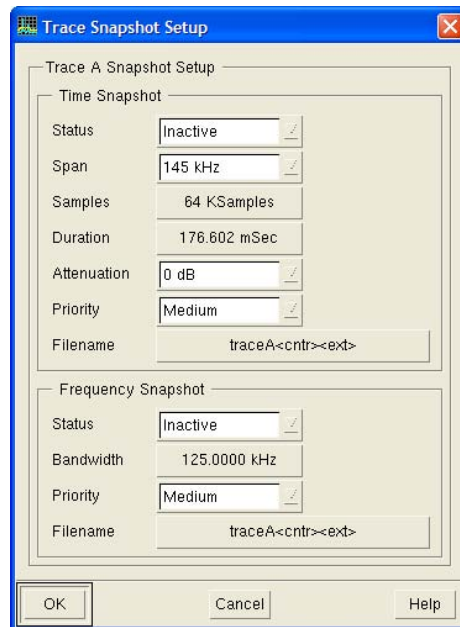 Trace Snapshot Setup
Trace A Snapshot Setup
Time Snapshot
Status Inactive
Span 145 kHz
Samples 64 KSamples
Duration 176.602 mSec
Attenuation 0 dB
Priority Medium
Filename traceA<cntr><ext>
Frequency Snapshot
Status Inactive
Bandwidth 125.0000 kHz
Priority Medium
Filename traceA<cntr><ext>
OK Cancel Help